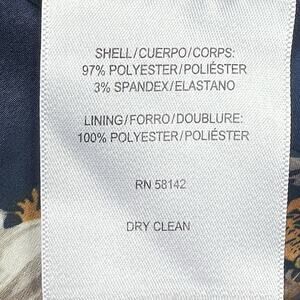 SHELL/CUERPO/CORPS:
97% POLYESTER/POLIÉSTER
3% SPANDEX/ELASTANO
LINING/FORRO/DOUBLURE:
100% POLYESTER/POLIÉSTER
RN 58142
DRY CLEAN